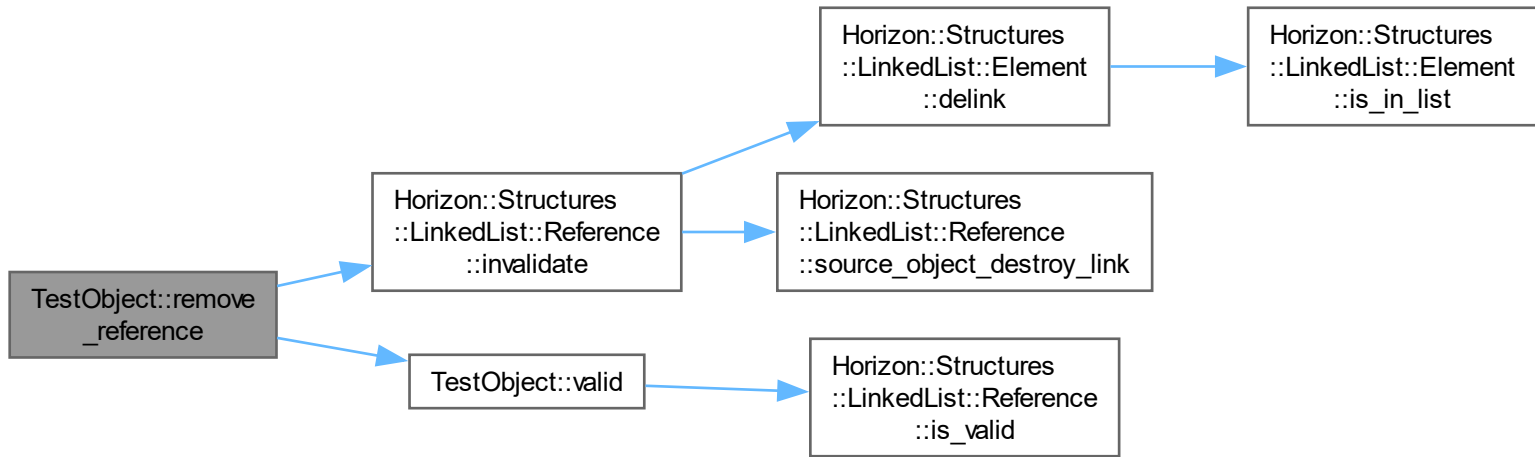 Horizon::Structures
::LinkedList::Element
::delink
Horizon::Structures
::LinkedList::Element
::is_in_list
Horizon::Structures
::LinkedList::Reference
::invalidate
Horizon::Structures
::LinkedList::Reference
::source_object_destroy_link
TestObject::remove
_reference
TestObject::valid
Horizon::Structures
::LinkedList::Reference
::is_valid